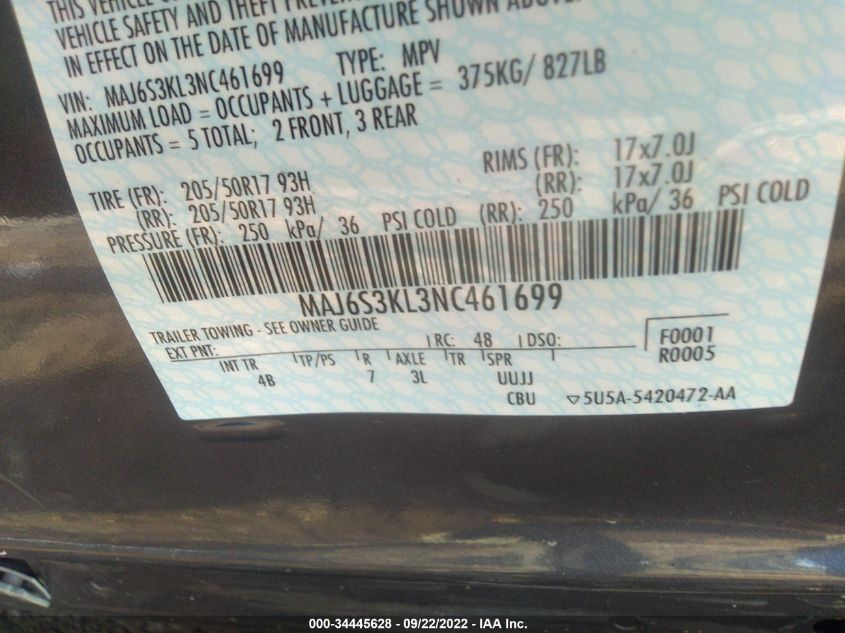 THIS VEHICLE
VEHICLE SAFETY AND THEFT
IN EFFECT ON THE DATE OF MANUFACTURE SHOWN ABOVE.
VIN: MAJ6S3KL3NC461699 TYPE: MPV
MAXIMUM LOAD = OCCUPANTS + LUGGAGE = 375KG/ 827LB
OCCUPANTS = 5 TOTAL; 2 FRONT, 3 REAR
TIRE (FR): 205/50R17 93H RIMS (FR): 17x7.0J
(RR): 205/50R17 93H (RR): 17x7.0J
PRESSURE (FR): 250 kPa/ 36 PSI COLD (RR): 250 kPa/ 36 PSI COLD
MAJ6S3KL3NC461699
TRAILER TOWING - SEE OWNER GUIDE
EXT PNT: RC: 48 DSO: F0001
R0005
INT TR TP/PS R AXLE TR SPR
4B 7 3L UUJJ
CBU ▽5U5A-5420472-AA
000-34445628 - 09/22/2022 - IAA Inc.